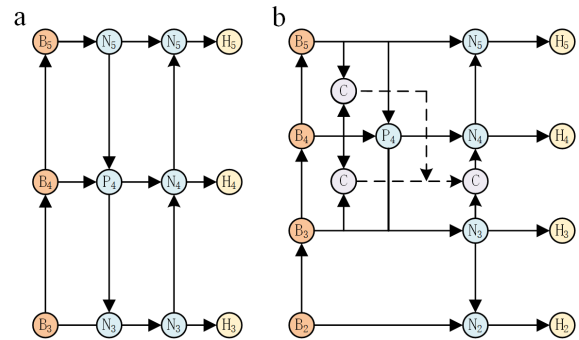 a b
B5 N5 N5 H5 B5 N5 H5
C
B4 P4 N4 H4
B4 P4 N4 H4
C C
B3 N3 H3
B3 N3 N3 H3 B2 N2 H2